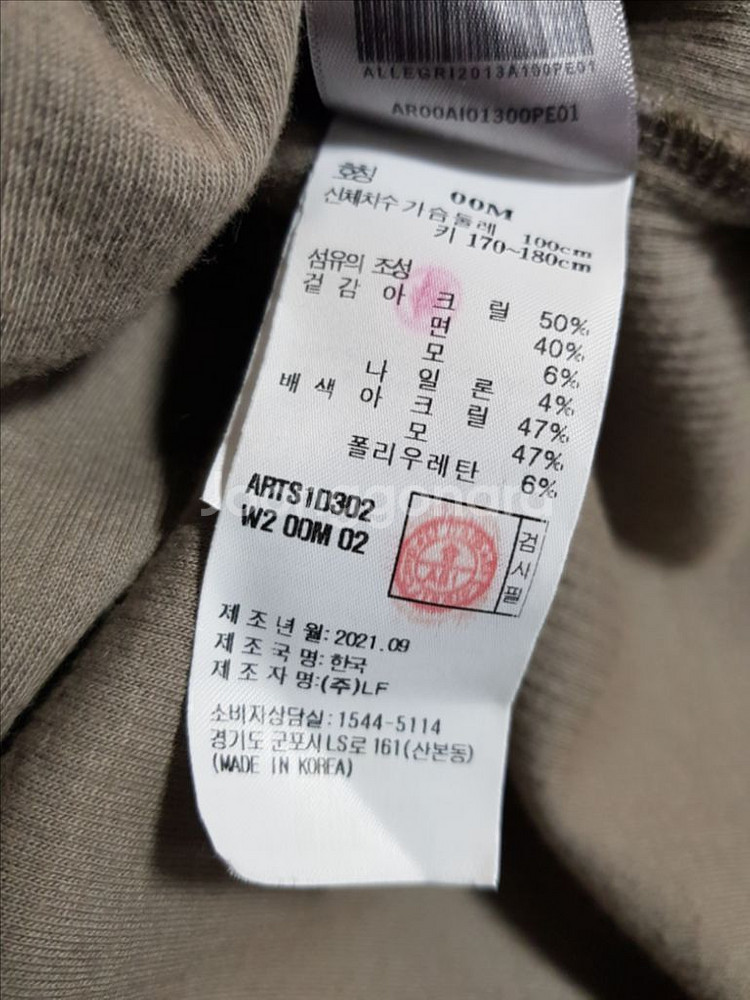 ALLEGRI2013A100PE01
AR00AI01300PE01
호칭 00M
신체치수 가슴둘레 100cm
키 170~180cm
섬유의 조성
겉감 아크릴 50%
면 40%
모 6%
나일론 4%
배색 아크릴 47%
모 47%
폴리우레탄 6%
ARTS1D302
W2 00M 02
검사필
제조년월: 2021.09
제조국명: 한국
제조자명:(주)LF
소비자상담실: 1544-5114
경기도 군포시 LS로 161(산본동)
(MADE IN KOREA)